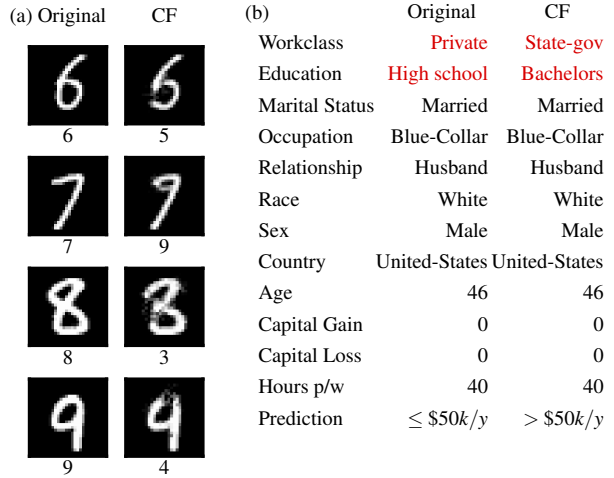 (a) Original CF
6 5
7 9
8 3
9 4
(b) Original CF
Workclass Private State-gov
Education High school Bachelors
Marital Status Married Married
Occupation Blue-Collar Blue-Collar
Relationship Husband Husband
Race White White
Sex Male Male
Country United-States United-States
Age 46 46
Capital Gain 0 0
Capital Loss 0 0
Hours p/w 40 40
Prediction ≤ $50k/y > $50k/y